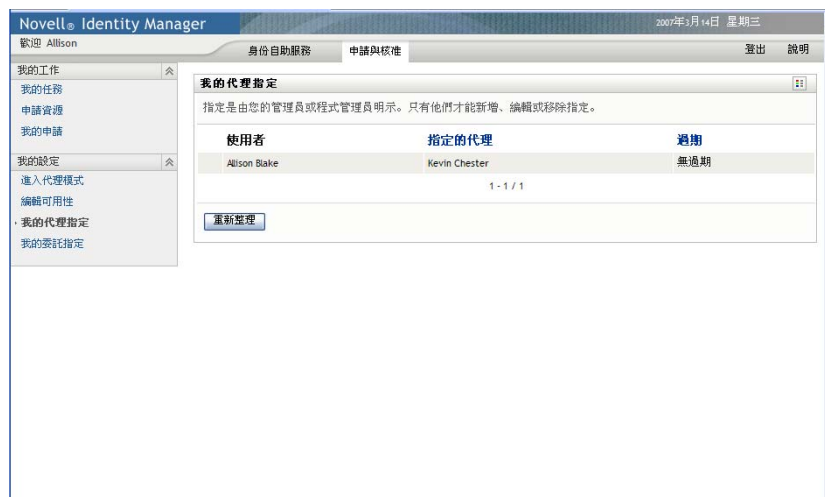 Novell® Identity Manager
2007年3月14日 星期三
歡迎 Allison
身份自助服務
申請與核准
登出
說明
我的工作
我的任務
申請資源
我的申請
我的設定
進入代理模式
編輯可用性
我的代理指定
我的委託指定
我的代理指定
指定是由您的管理員或程式管理員明示。只有他們才能新增、編輯或移除指定。
使用者 指定的代理 過期
Allison Blake Kevin Chester 無過期
1 - 1 / 1
重新整理